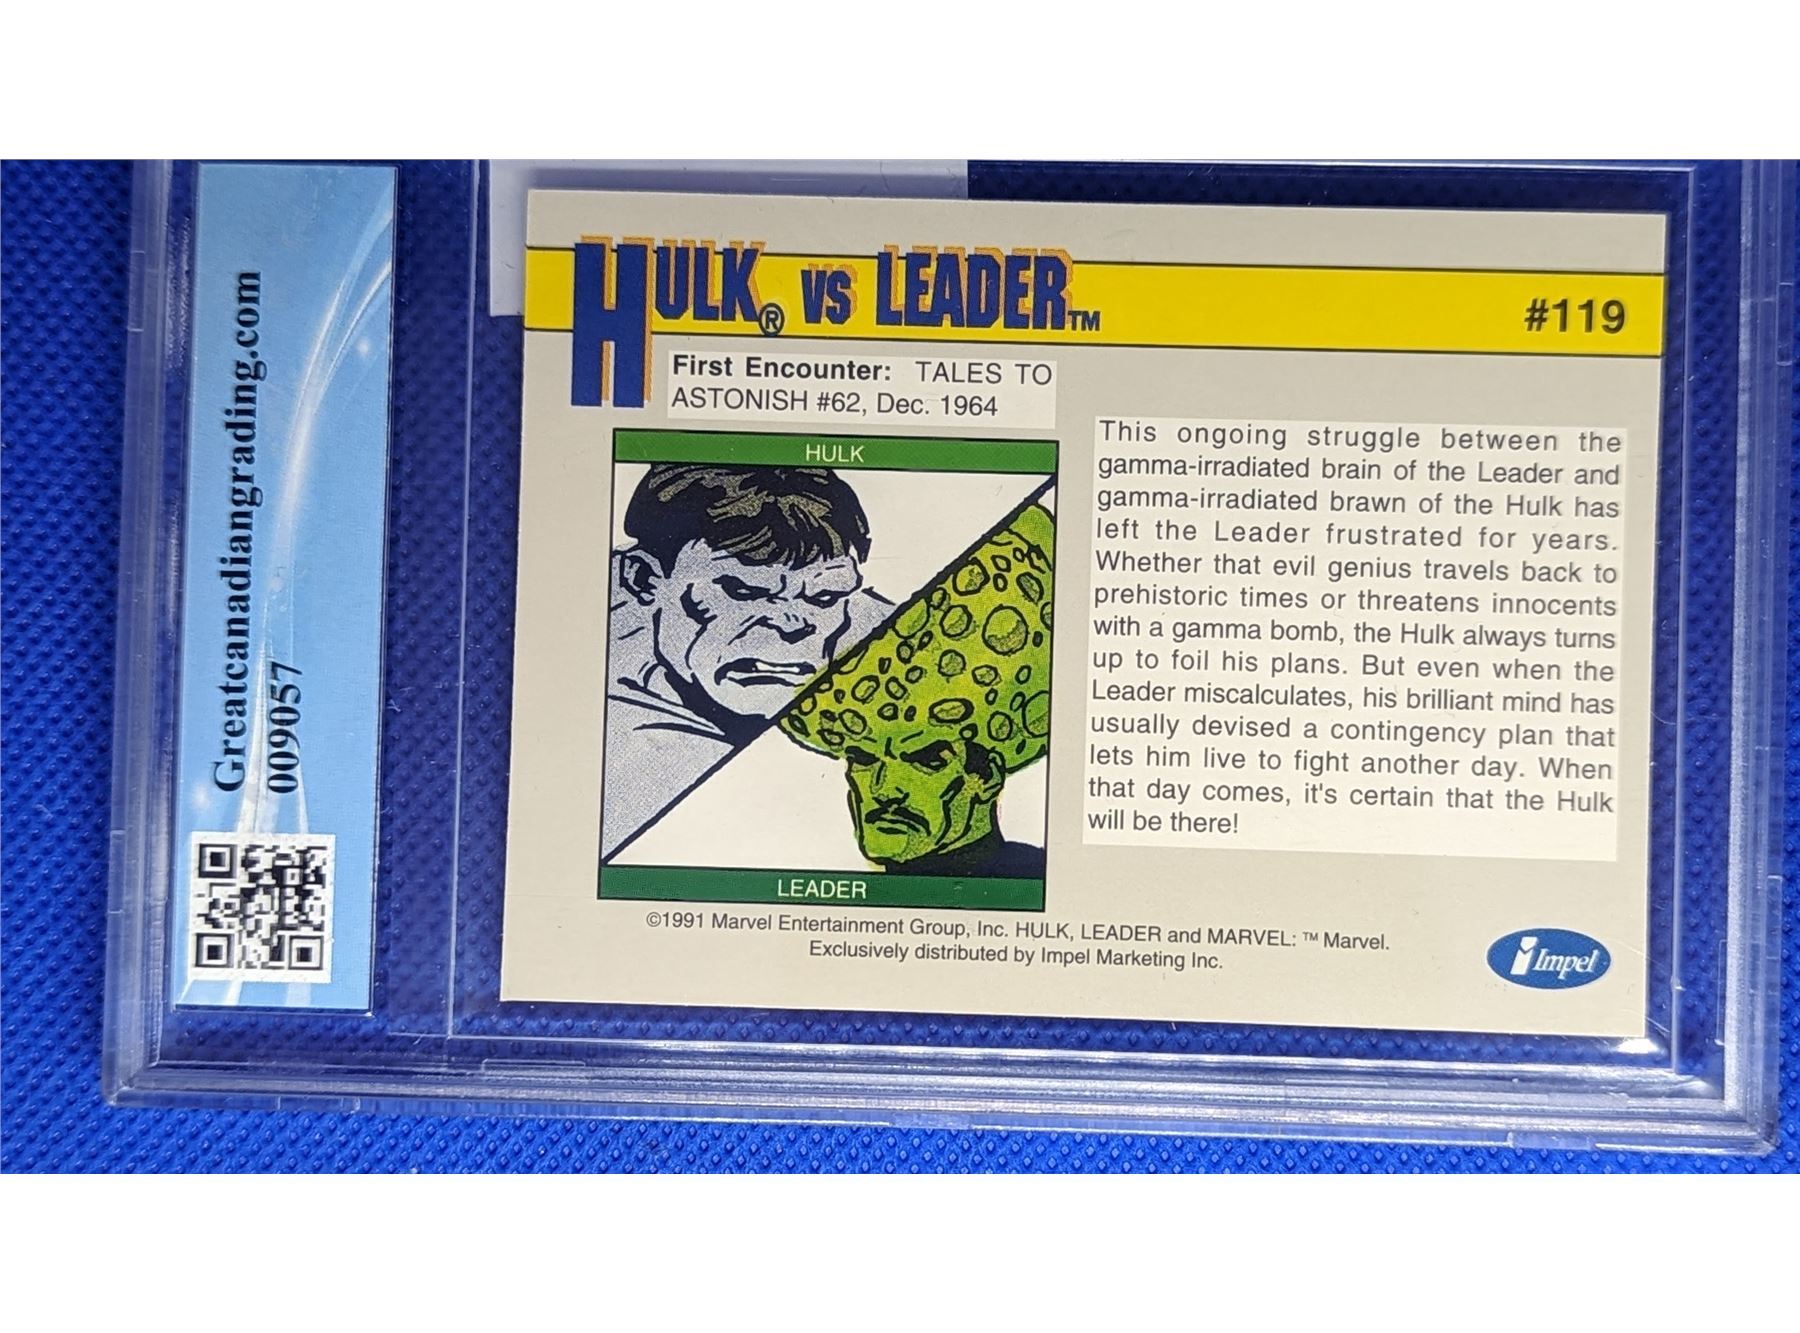 Greatcanadiangrading.com
009057
HULK® VS LEADER™
#119
First Encounter: TALES TO
ASTONISH #62, Dec. 1964
HULK
LEADER
This ongoing struggle between the
gamma-irradiated brain of the Leader and
gamma-irradiated brawn of the Hulk has
left the Leader frustrated for years.
Whether that evil genius travels back to
prehistoric times or threatens innocents
with a gamma bomb, the Hulk always turns
up to foil his plans. But even when the
Leader miscalculates, his brilliant mind has
usually devised a contingency plan that
lets him live to fight another day. When
that day comes, it's certain that the Hulk
will be there!
©1991 Marvel Entertainment Group, Inc. HULK, LEADER and MARVEL: ™ Marvel.
Exclusively distributed by Impel Marketing Inc.
Impel